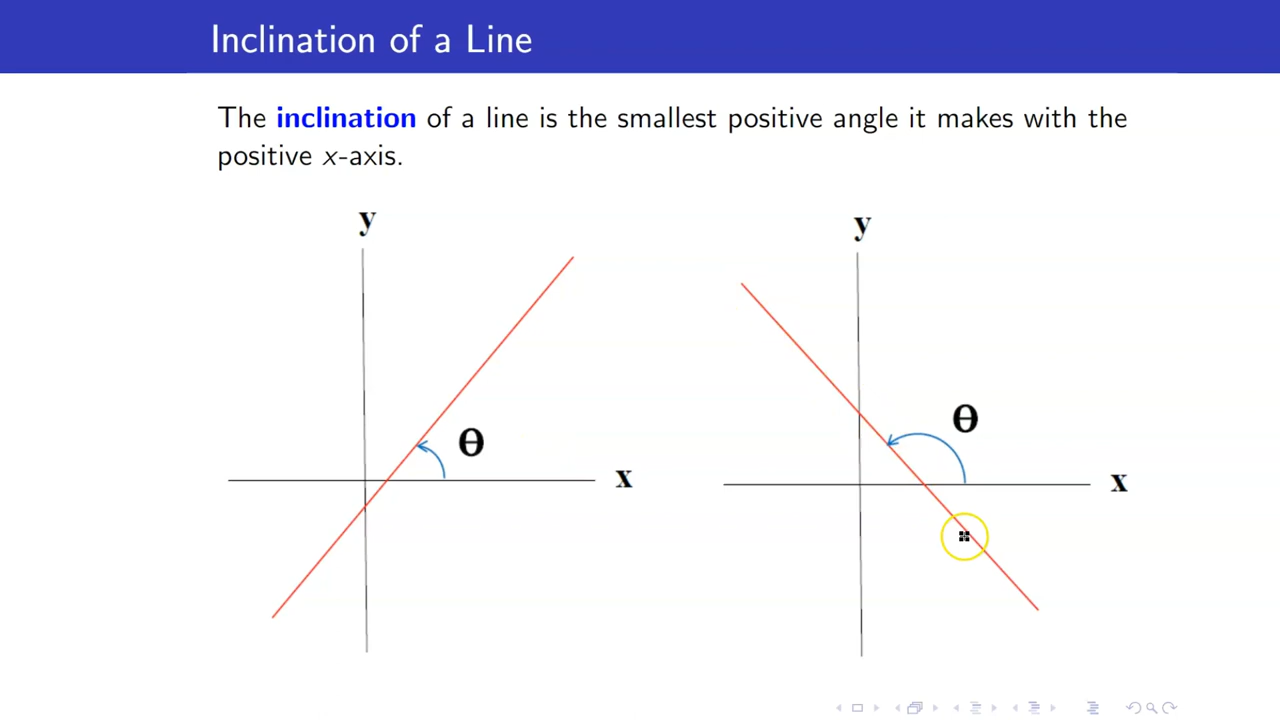 Inclination of a Line
The inclination of a line is the smallest positive angle it makes with the
positive x-axis.
y
y
θ
θ
x
x